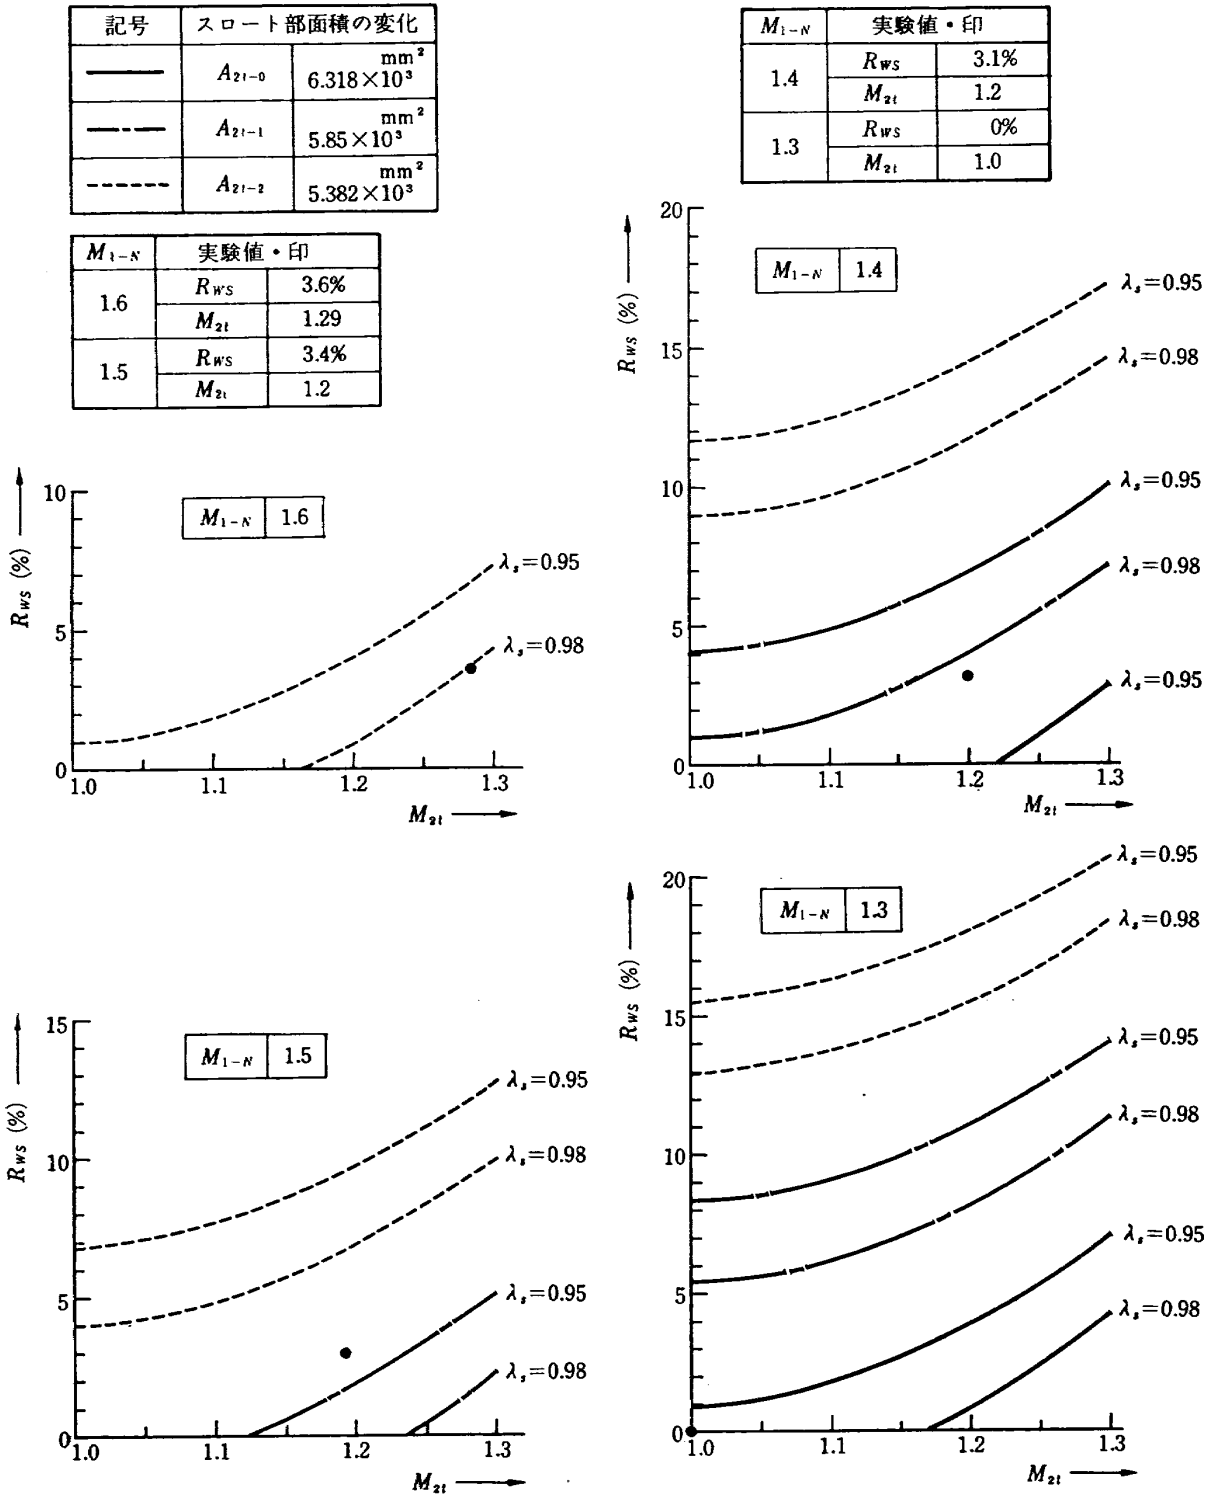 記号 スロート部面積の変化
A2t-0 6.318×10³ mm²
A2t-1 5.85×10³ mm²
A2t-2 5.382×10³ mm²
M1-N 実験値・印
1.6 RWS 3.6%
M2t 1.29
1.5 RWS 3.4%
M2t 1.2
M1-N 実験値・印
1.4 RWS 3.1%
M2t 1.2
1.3 RWS 0%
M2t 1.0
RWS (%)
10
5
0
M1-N 1.6
λs=0.95
λs=0.98
1.0 1.1 1.2 1.3
M2t
RWS (%)
20
15
10
5
0
M1-N 1.4
λs=0.95
λs=0.98
λs=0.95
λs=0.98
λs=0.95
1.0 1.1 1.2 1.3
M2t
RWS (%)
15
10
5
0
M1-N 1.5
λs=0.95
λs=0.98
λs=0.95
λs=0.98
1.0 1.1 1.2 1.3
M2t
RWS (%)
20
15
10
5
0
M1-N 1.3
λs=0.95
λs=0.98
λs=0.95
λs=0.98
λs=0.95
λs=0.98
1.0 1.1 1.2 1.3
M2t